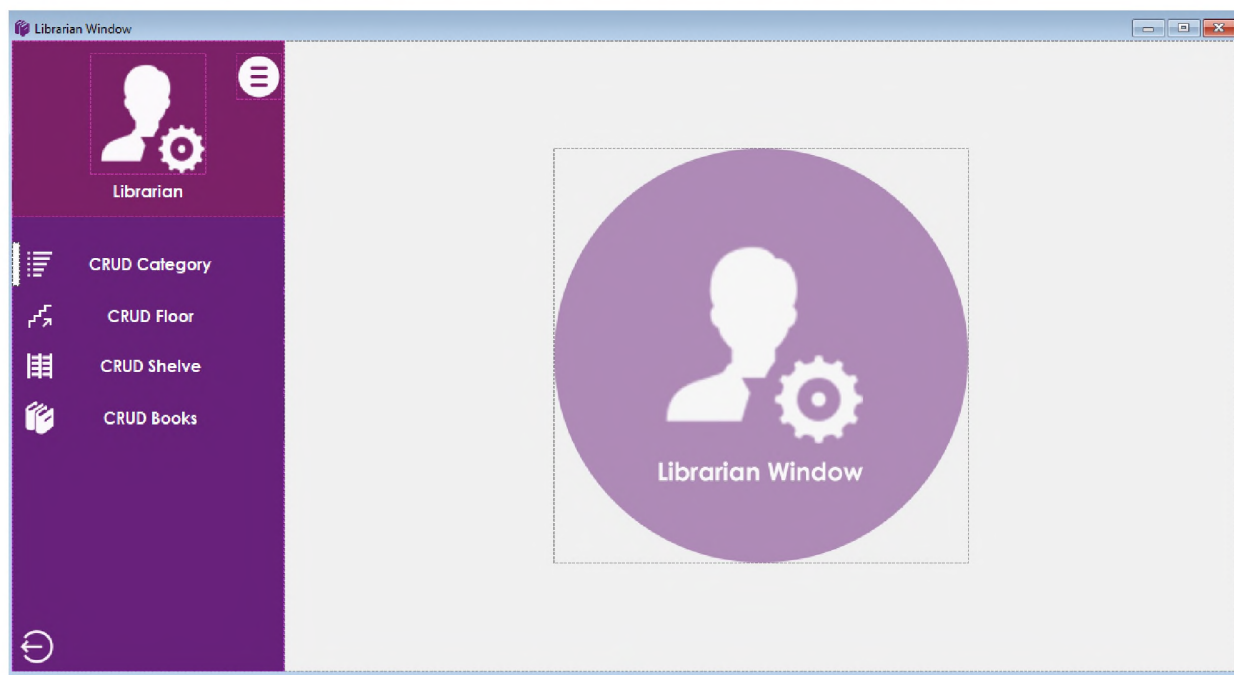 Librarian Window
Librarian
CRUD Category
CRUD Floor
CRUD Shelve
CRUD Books
Librarian Window